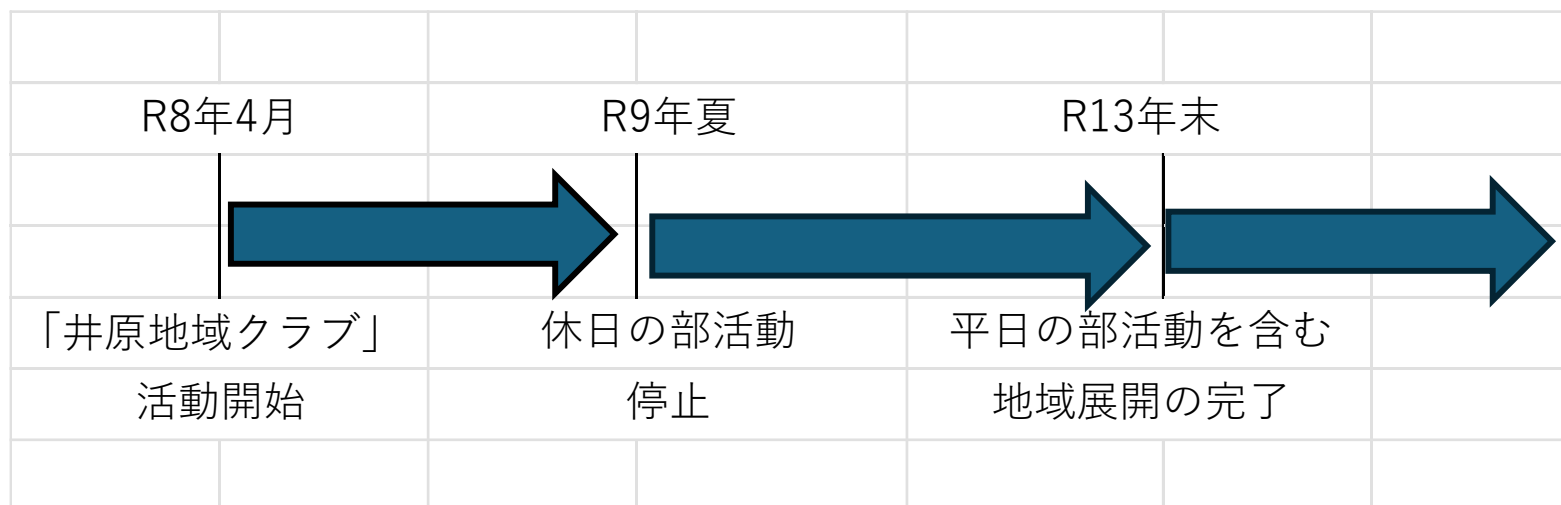 R8年4月
R9年夏
R13年末
「井原地域クラブ」
休日の部活動
平日の部活動を含む
活動開始
停止
地域展開の完了